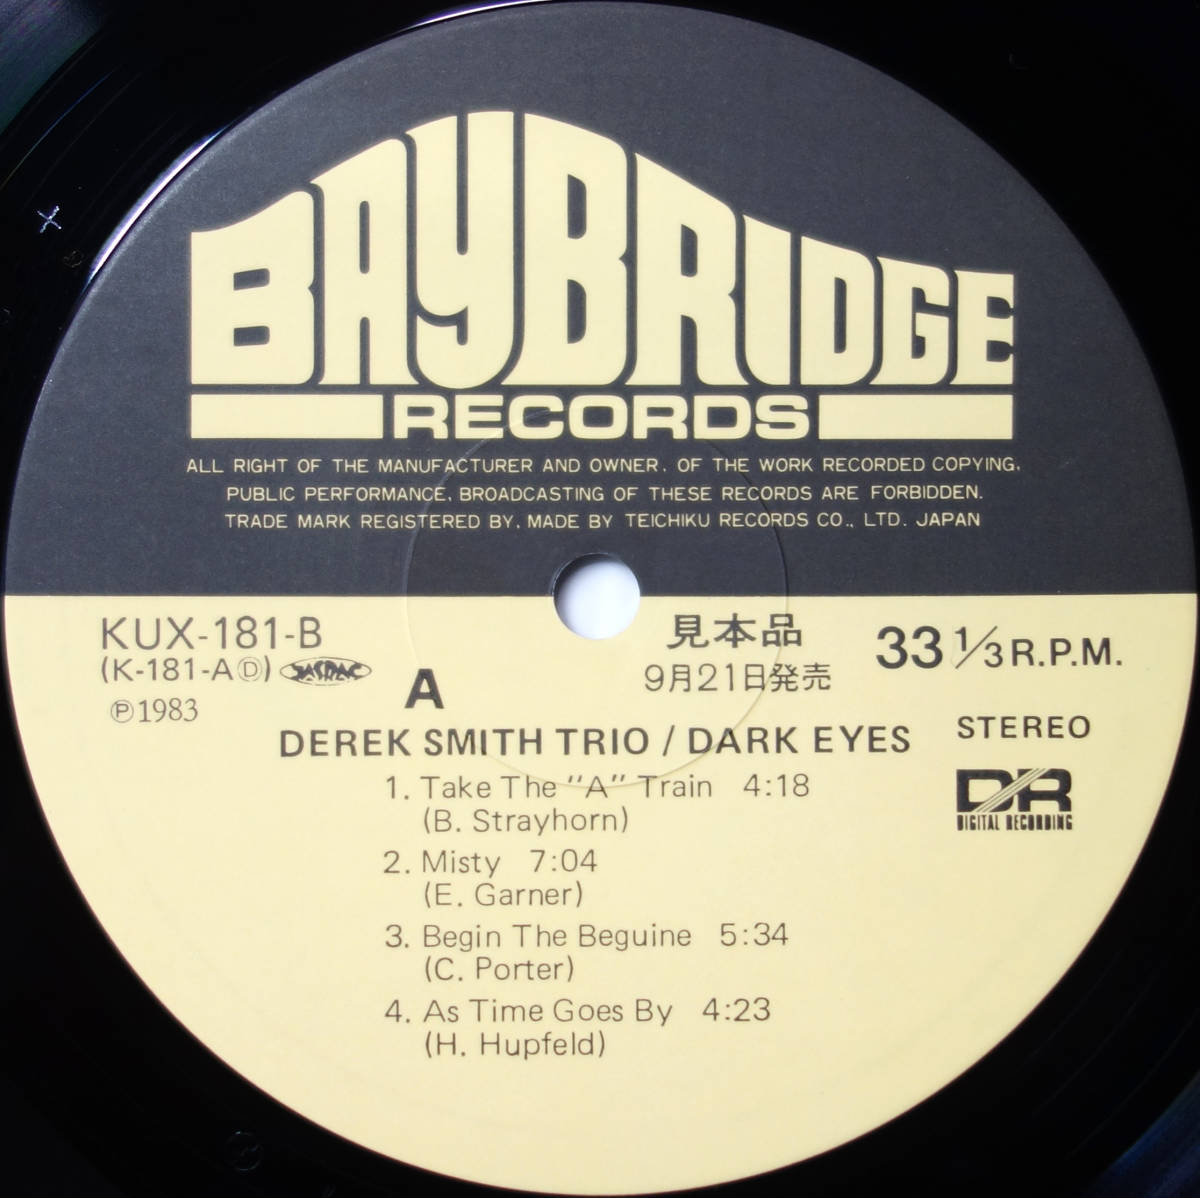 BAYBRIDGE
RECORDS
ALL RIGHT OF THE MANUFACTURER AND OWNER. OF THE WORK RECORDED COPYING.
PUBLIC PERFORMANCE. BROADCASTING OF THESE RECORDS ARE FORBIDDEN.
TRADE MARK REGISTERED BY. MADE BY TEICHIKU RECORDS CO., LTD. JAPAN
KUX-181-B
(K-181-AⒹ) JASRAC
℗1983
A
見本品
9月21日発売
33 1/3 R.P.M.
STEREO
DEREK SMITH TRIO / DARK EYES
DR
DIGITAL RECORDING
1. Take The "A" Train 4:18
(B. Strayhorn)
2. Misty 7:04
(E. Garner)
3. Begin The Beguine 5:34
(C. Porter)
4. As Time Goes By 4:23
(H. Hupfeld)